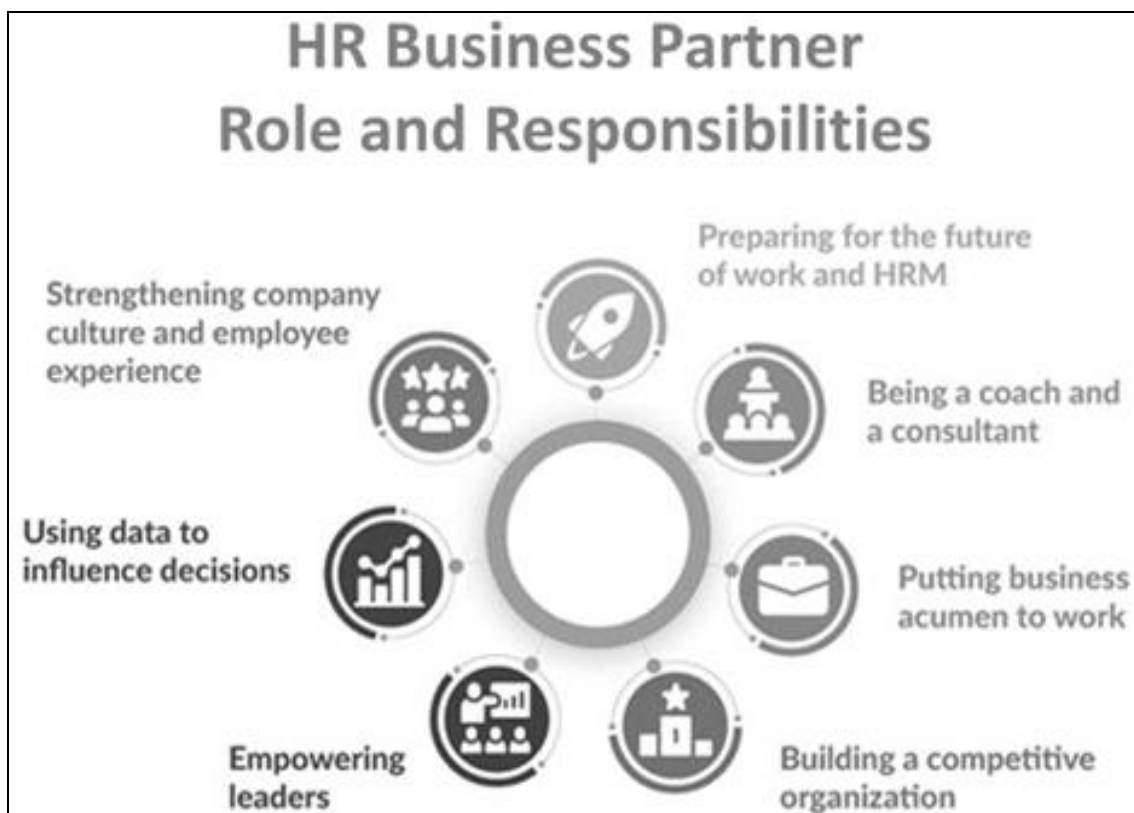 HR Business Partner
Role and Responsibilities
Preparing for the future
of work and HRM
Strengthening company
culture and employee
experience
Being a coach and
a consultant
Using data to
influence decisions
Putting business
acumen to work
Empowering
leaders
1
Building a competitive
organization